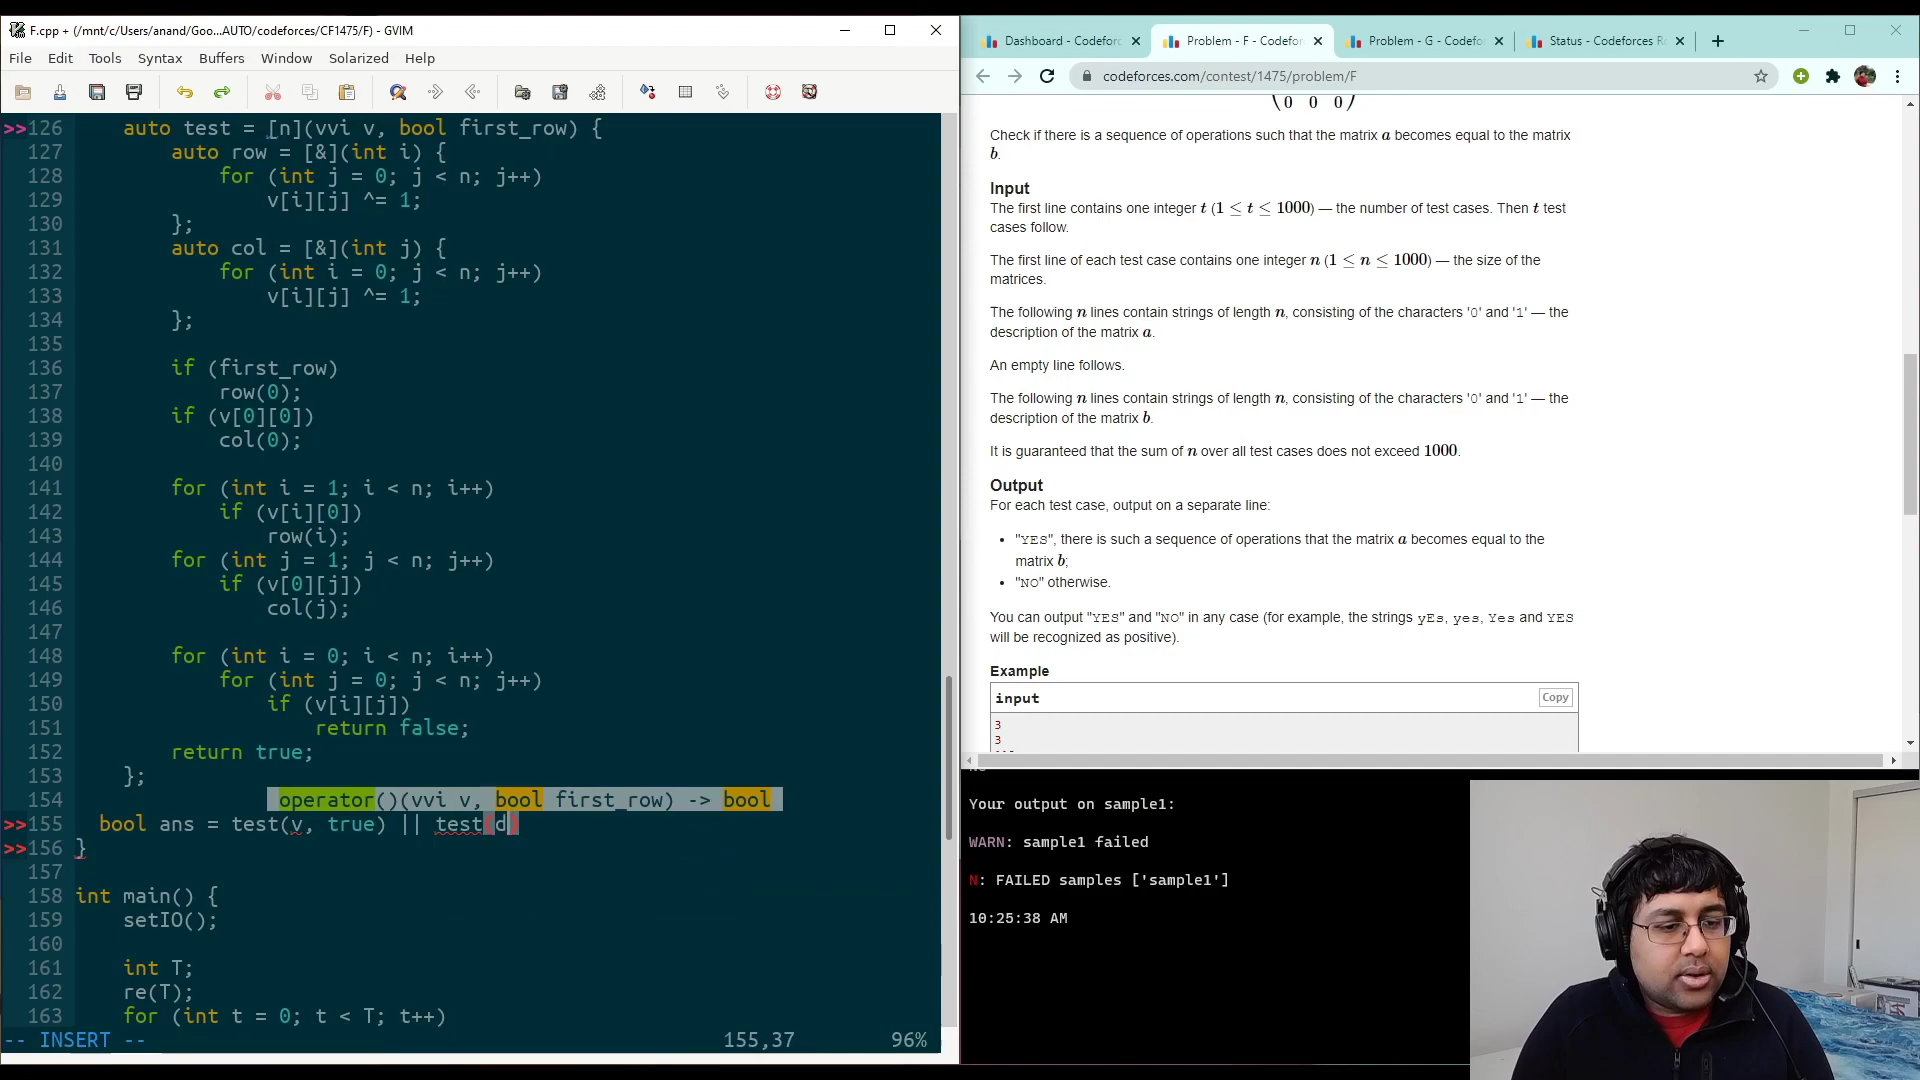 F.cpp + (/mnt/c/Users/anand/Goo...AUTO/codeforces/CF1475/F) - GVIM
File Edit Tools Syntax Buffers Window Solarized Help
>>126     auto test = [n](vvi v, bool first_row) {
127         auto row = [&](int i) {
128             for (int j = 0; j < n; j++)
129                 v[i][j] ^= 1;
130         };
131         auto col = [&](int j) {
132             for (int i = 0; j < n; j++)
133                 v[i][j] ^= 1;
134         };
135
136         if (first_row)
137             row(0);
138         if (v[0][0])
139             col(0);
140
141         for (int i = 1; i < n; i++)
142             if (v[i][0])
143                 row(i);
144         for (int j = 1; j < n; j++)
145             if (v[0][j])
146                 col(j);
147
148         for (int i = 0; i < n; i++)
149             for (int j = 0; j < n; j++)
150                 if (v[i][j])
151                     return false;
152         return true;
153     };
154 operator()(vvi v, bool first_row) -> bool
>>155   bool ans = test(v, true) || test(d)
>>156 }
157
158 int main() {
159     setIO();
160
161     int T;
162     re(T);
163     for (int t = 0; t < T; t++)
-- INSERT -- 155,37 96%
Dashboard - Codeforc
Problem - F - Codefor
Problem - G - Codefo
Status - Codeforces R
codeforces.com/contest/1475/problem/F
(0 0 0)
Check if there is a sequence of operations such that the matrix a becomes equal to the matrix
b.
Input
The first line contains one integer t (1 ≤ t ≤ 1000) — the number of test cases. Then t test
cases follow.
The first line of each test case contains one integer n (1 ≤ n ≤ 1000) — the size of the
matrices.
The following n lines contain strings of length n, consisting of the characters '0' and '1' — the
description of the matrix a.
An empty line follows.
The following n lines contain strings of length n, consisting of the characters '0' and '1' — the
description of the matrix b.
It is guaranteed that the sum of n over all test cases does not exceed 1000.
Output
For each test case, output on a separate line:
• "YES", there is such a sequence of operations that the matrix a becomes equal to the
matrix b;
• "NO" otherwise.
You can output "YES" and "NO" in any case (for example, the strings yEs, yes, Yes and YES
will be recognized as positive).
Example
input
Copy
3
3
Your output on sample1:
WARN: sample1 failed
N: FAILED samples ['sample1']
10:25:38 AM